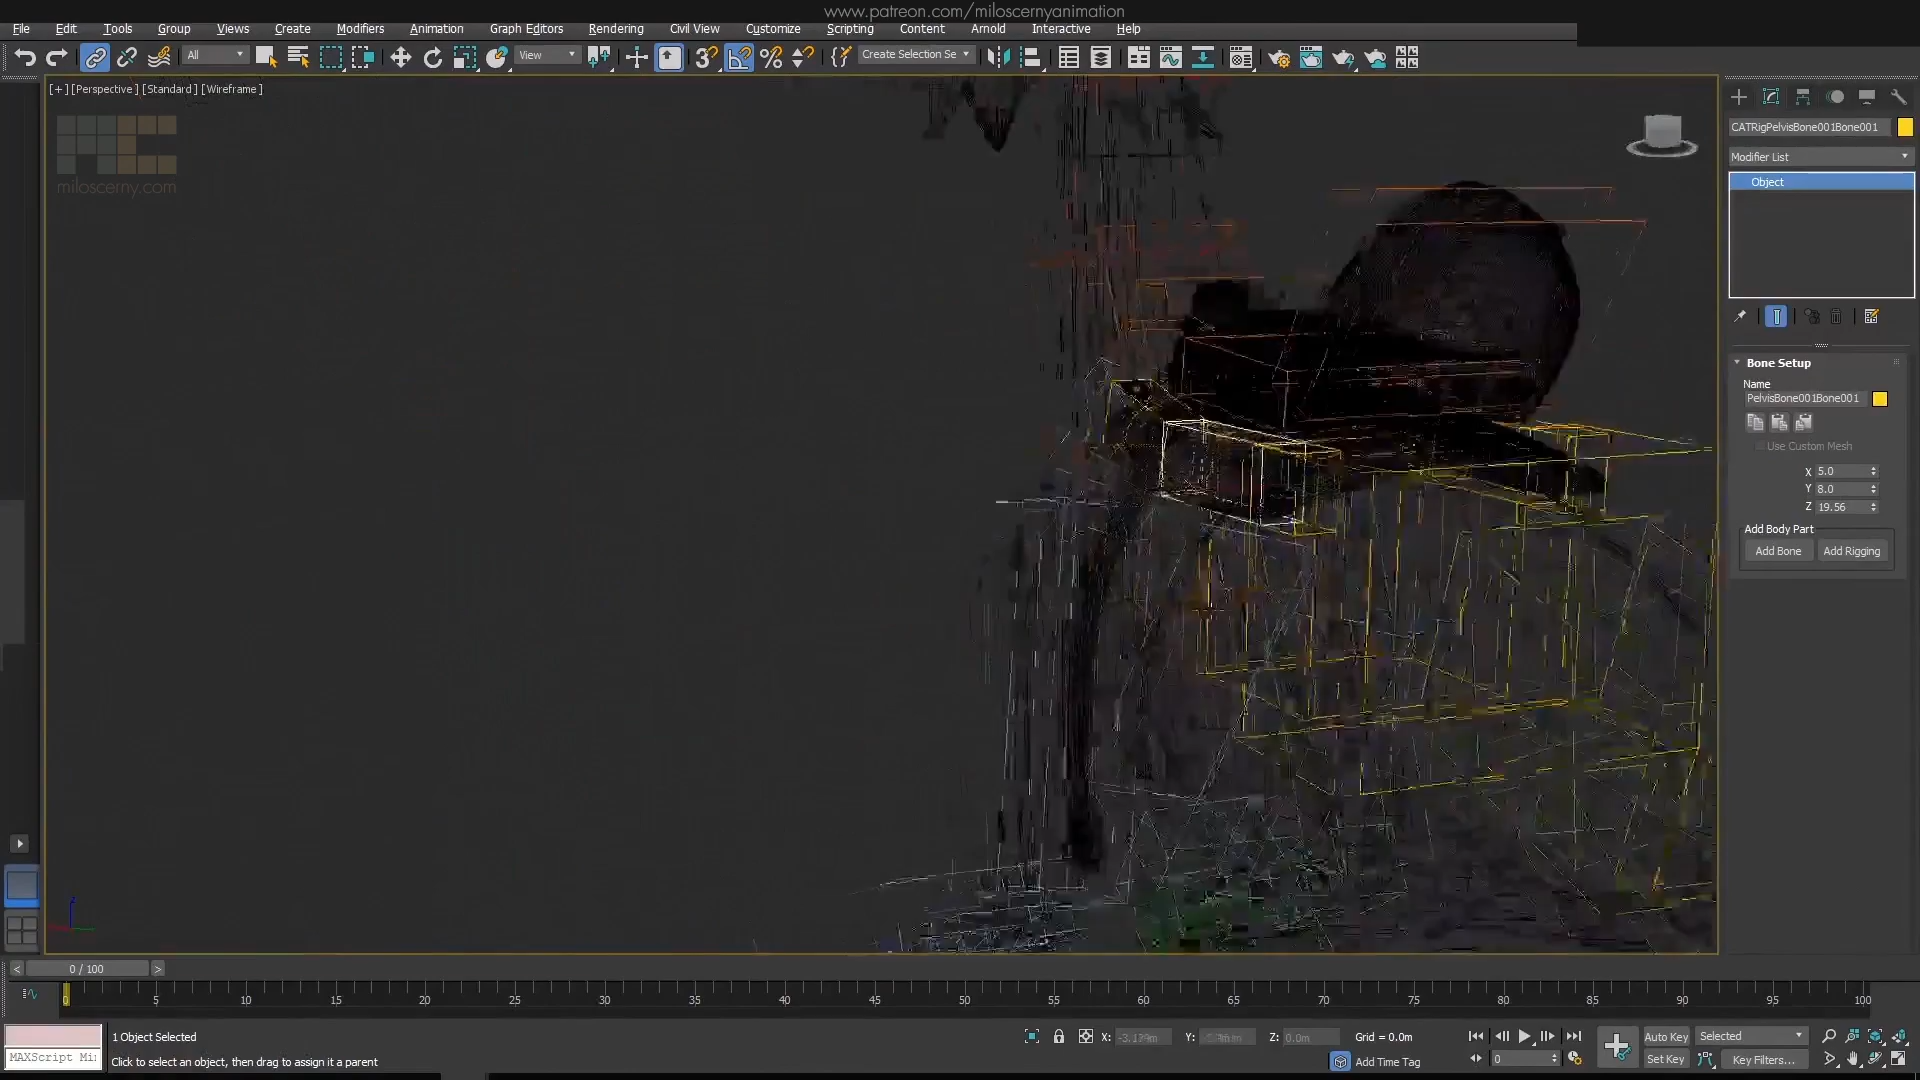 www.patreon.com/miloscernyanimation
File Edit Tools Group Views Create Modifiers Animation Graph Editors Rendering Civil View Customize Scripting Content Arnold Interactive Help
All View Create Selection Se
[+] [Perspective] [Standard] [Wireframe]
miloscerny.com
CATRigPelvisBone001Bone001
Modifier List
Object
Bone Setup
Name
PelvisBone001Bone001
Use Custom Mesh
X 5.0
Y 8.0
Z 19.56
Add Body Part
Add Bone Add Rigging
z
< 0 / 100 >
0 5 10 15 20 25 30 35 40 45 50 55 60 65 70 75 80 85 90 95 100
1 Object Selected
X: Y: Z: 0.0m Grid = 0.0m
Auto Key Selected
MAXScript Mi
Click to select an object, then drag to assign it a parent
Add Time Tag
0
Set Key Key Filters...